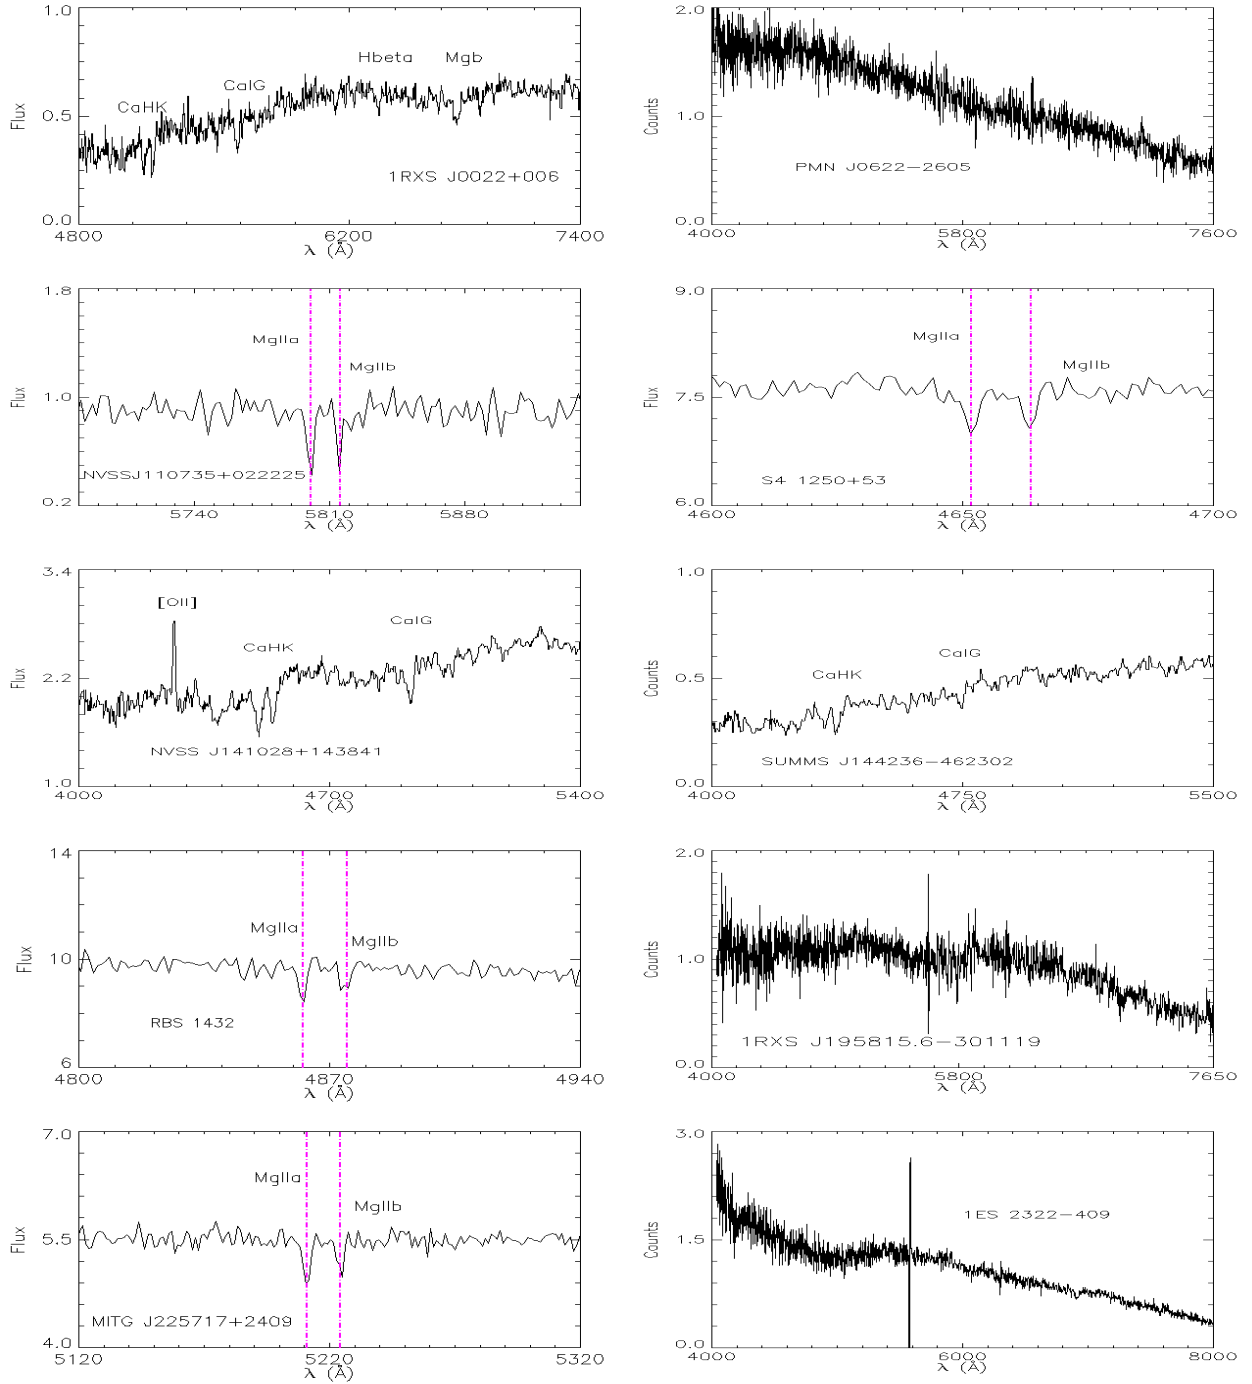 1.0
Flux
0.5
0.0
CaHK
CaIG
Hbeta
Mgb
1RXS J0022+006
4800
6200
7400
λ (Å)
2.0
Counts
1.0
0.0
PMN J0622−2605
4000
5800
7600
λ (Å)
1.8
Flux
1.0
0.2
MgIIa
MgIIb
NVSSJ110735+022225
5740
5810
5880
λ (Å)
9.0
Flux
7.5
6.0
MgIIa
MgIIb
S4 1250+53
4600
4650
4700
λ (Å)
3.4
Flux
2.2
1.0
[OII]
CaHK
CaIG
NVSS J141028+143841
4000
4700
5400
λ (Å)
1.0
Counts
0.5
0.0
CaHK
CaIG
SUMMS J144236−462302
4000
4750
5500
λ (Å)
14
Flux
10
6
MgIIa
MgIIb
RBS 1432
4800
4870
4940
λ (Å)
2.0
Counts
1.0
0.0
1RXS J195815.6−301119
4000
5800
7650
λ (Å)
7.0
Flux
5.5
4.0
MgIIa
MgIIb
MITG J225717+2409
5120
5220
5320
λ (Å)
3.0
Counts
1.5
0.0
1ES 2322−409
4000
6000
8000
λ (Å)